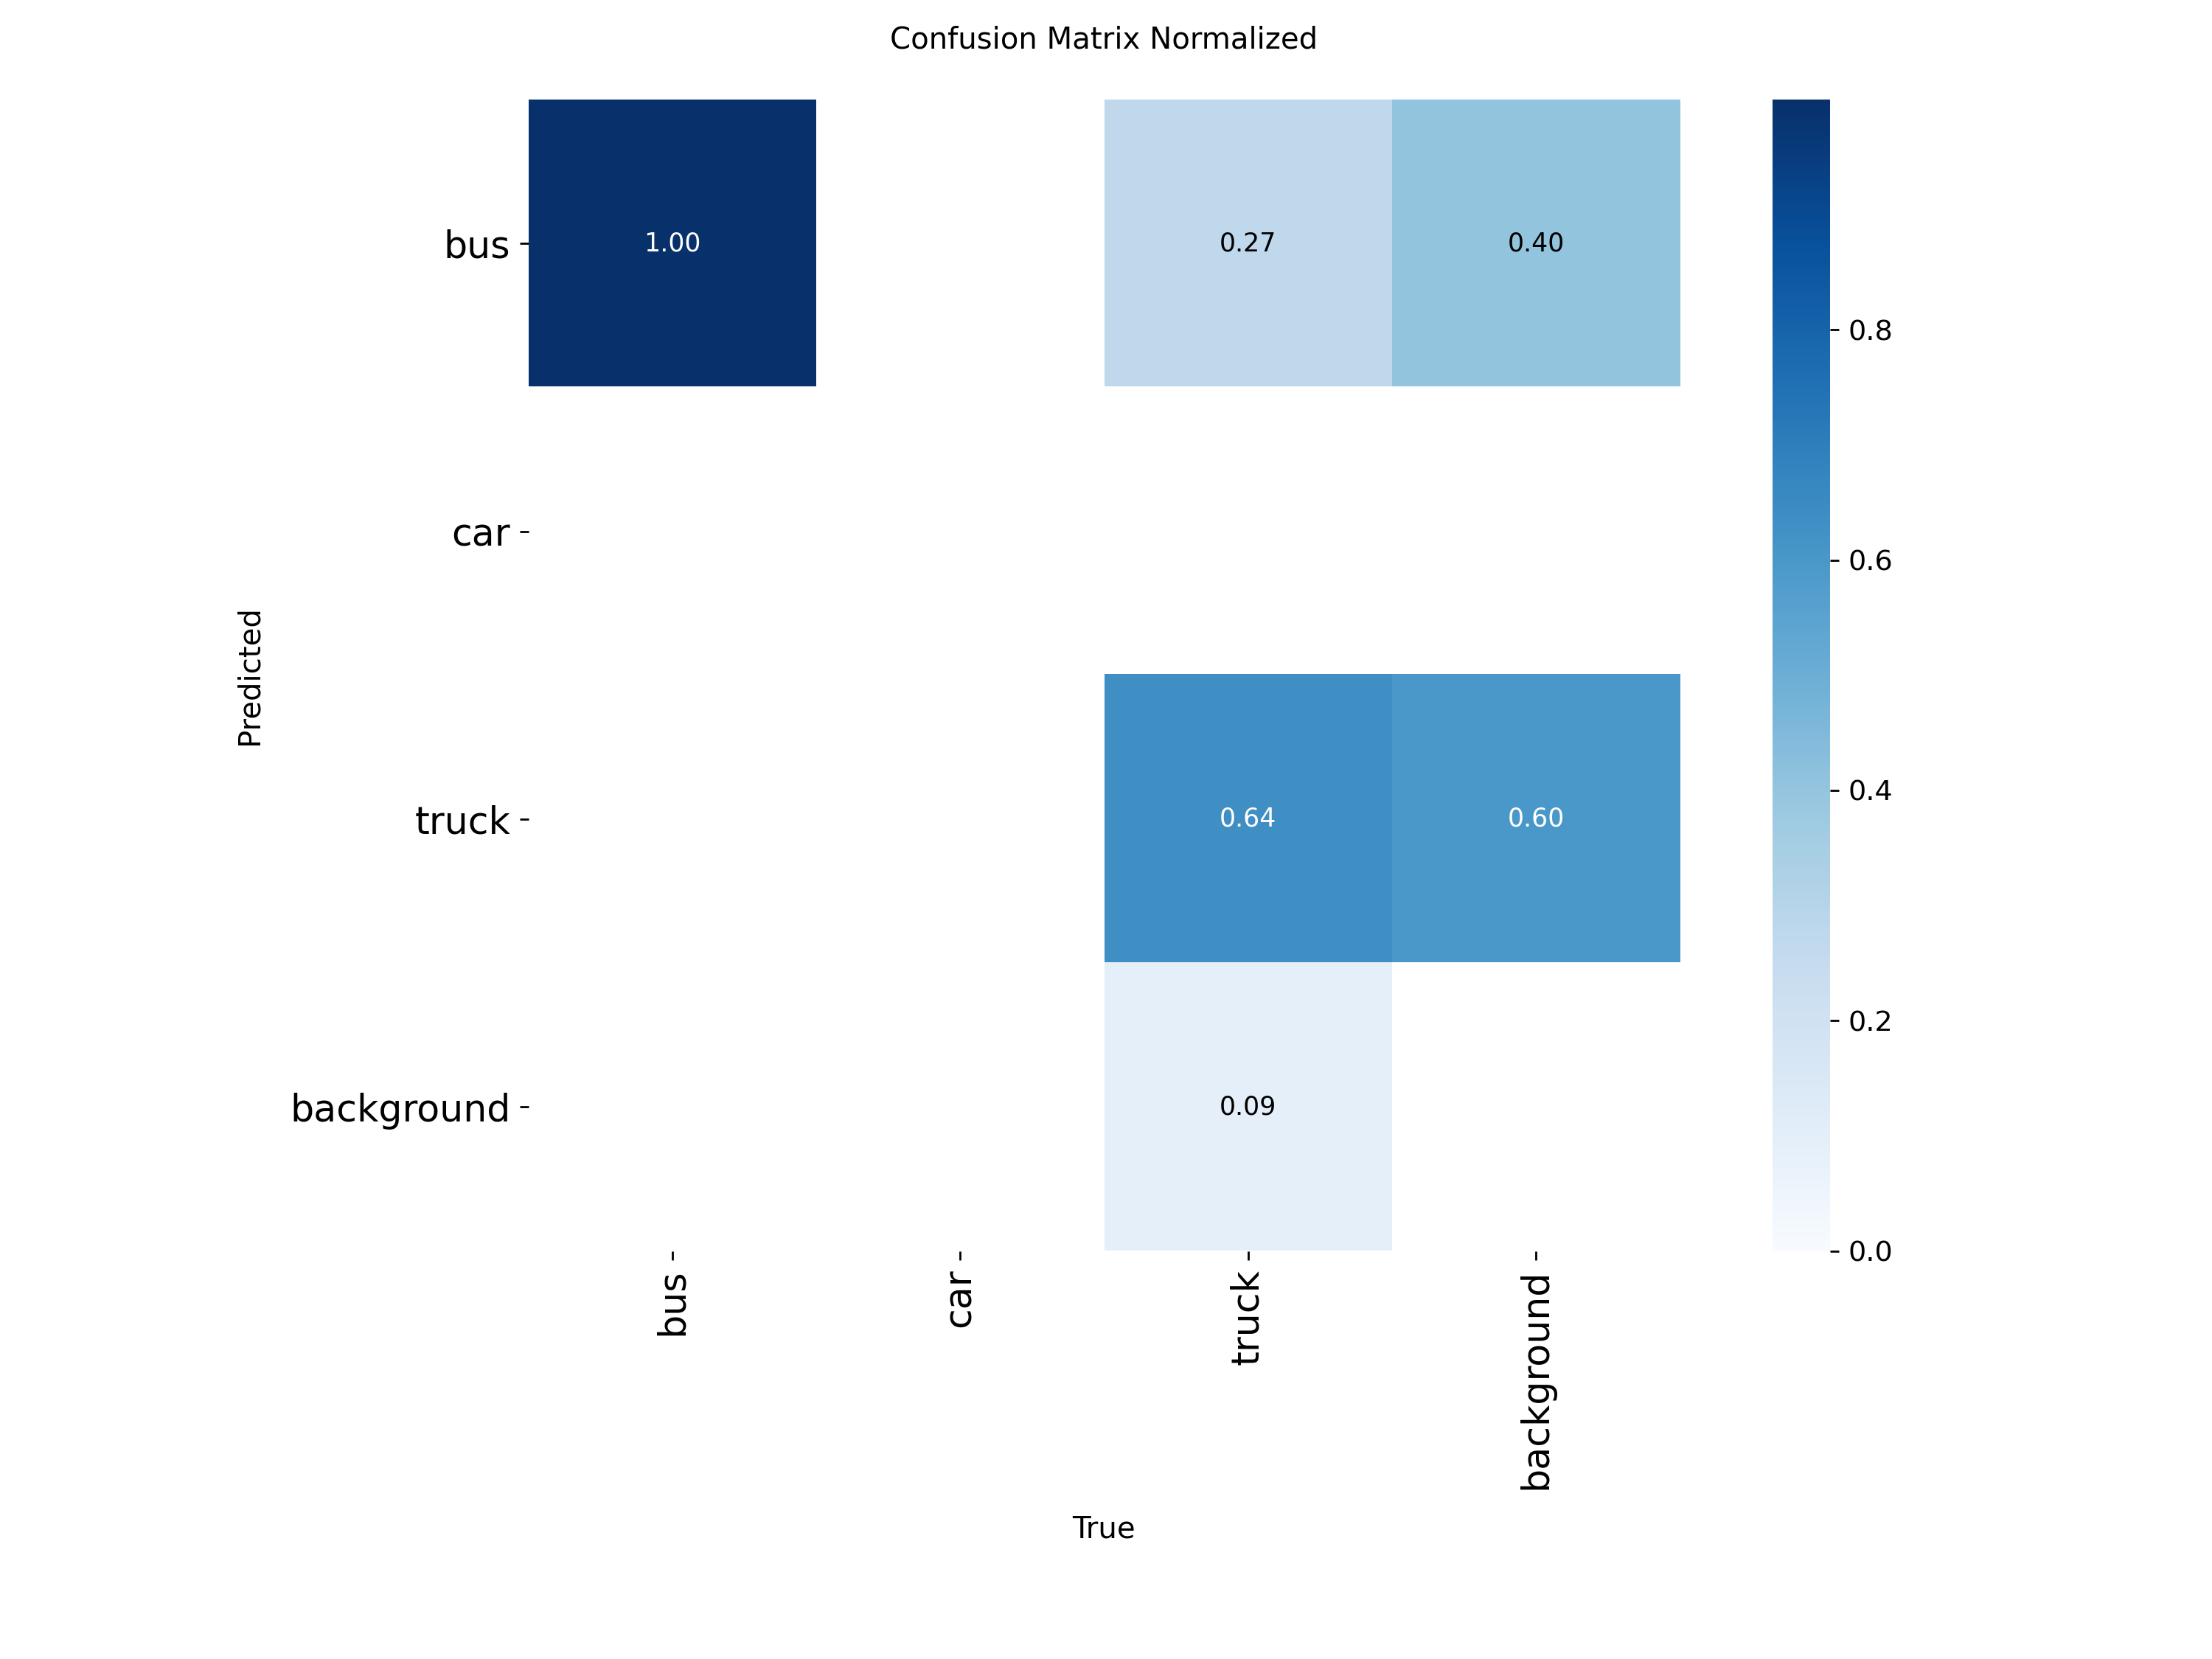 Confusion Matrix Normalized
bus
1.00
0.27
0.40
car
truck
0.64
0.60
background
0.09
Predicted
bus
car
truck
background
True
0.8
0.6
0.4
0.2
0.0